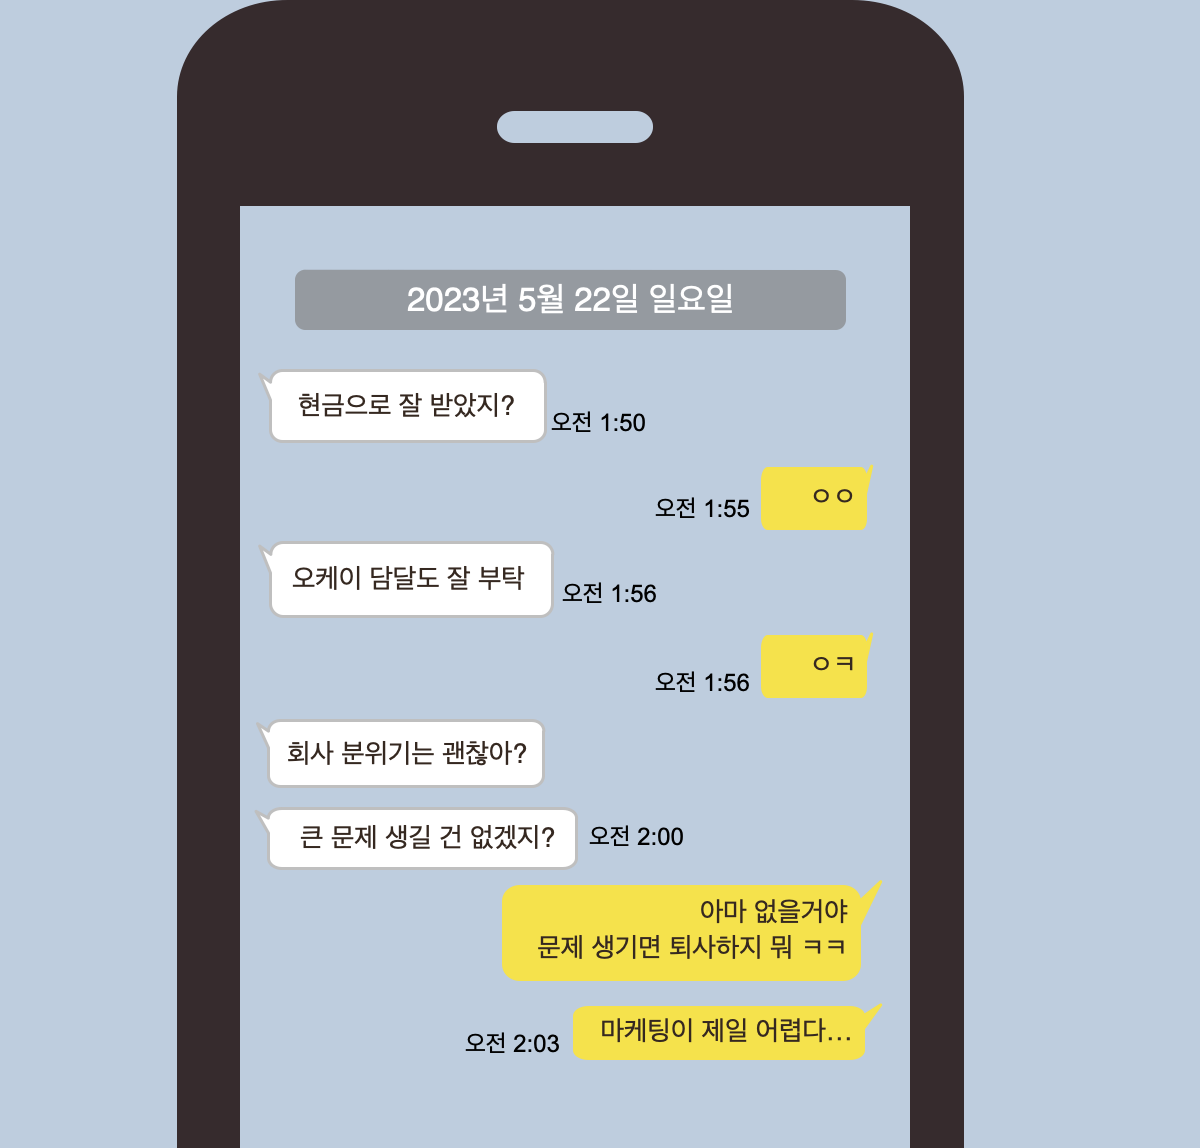 2023년 5월 22일 일요일
현금으로 잘 받았지?
오전 1:50
ㅇㅇ
오전 1:55
오케이 담달도 잘 부탁
오전 1:56
ㅇㅋ
오전 1:56
회사 분위기는 괜찮아?
큰 문제 생길 건 없겠지?
오전 2:00
아마 없을거야
문제 생기면 퇴사하지 뭐 ㅋㅋ
마케팅이 제일 어렵다...
오전 2:03